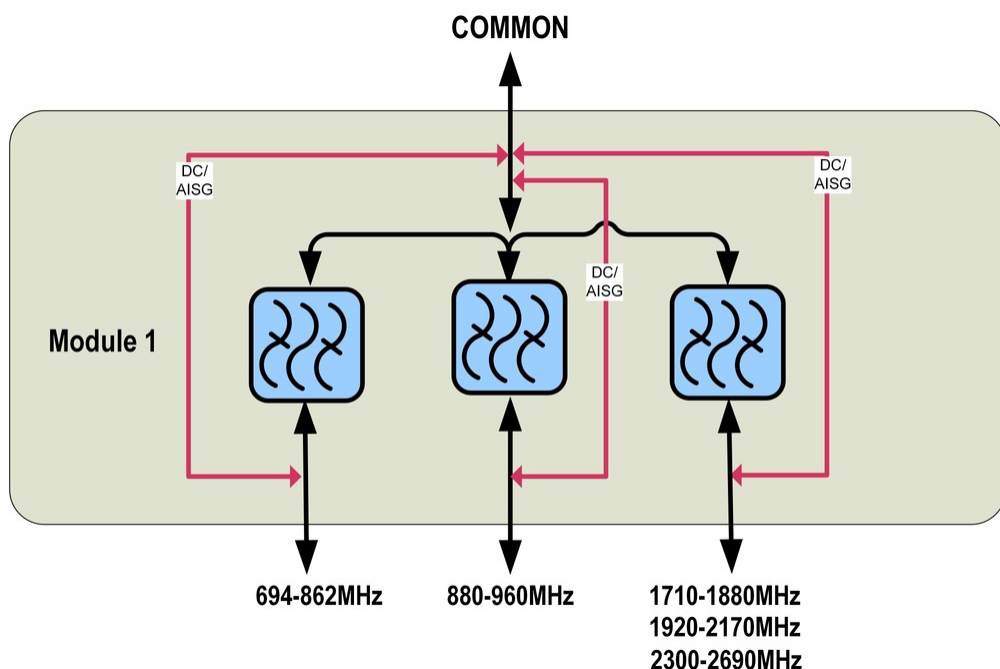 COMMON
DC/
AISG
DC/
AISG
DC/
AISG
Module 1
694-862MHz
880-960MHz
1710-1880MHz
1920-2170MHz
2300-2690MHz